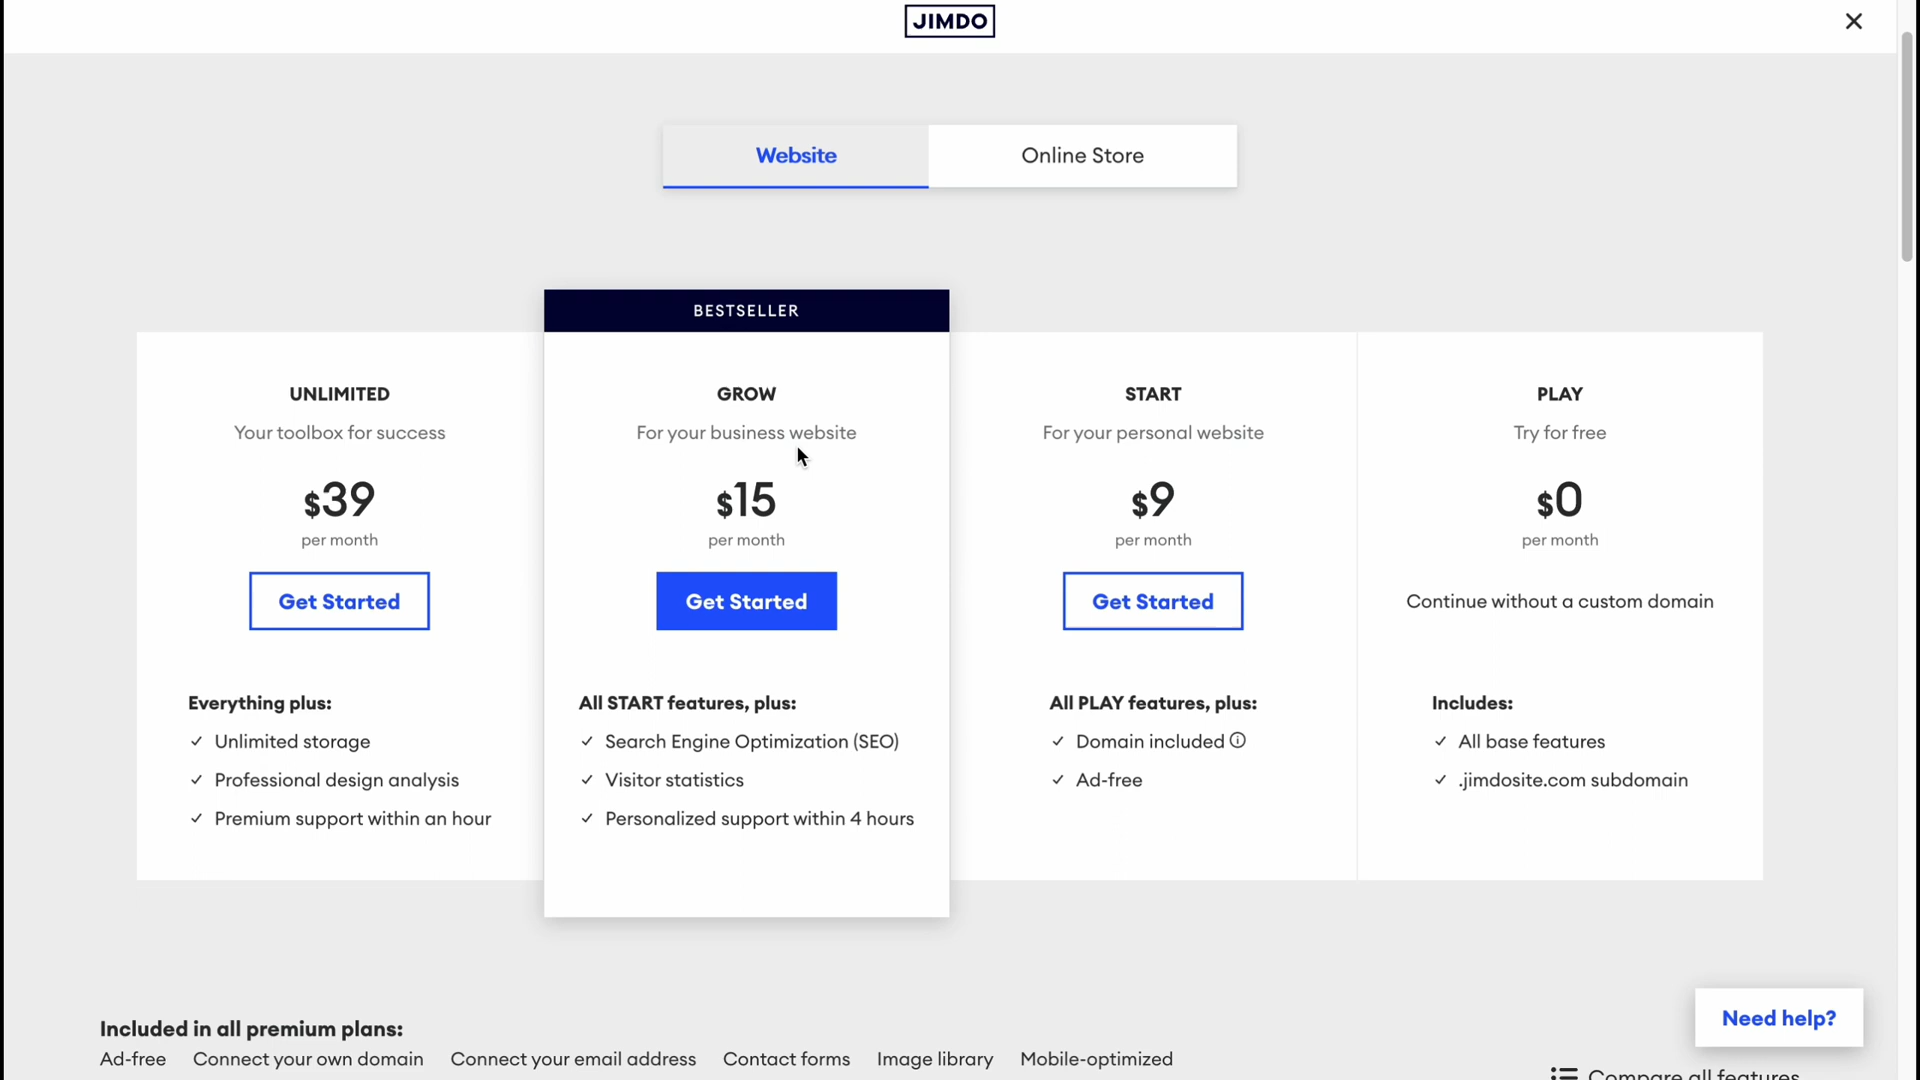 JIMDO
Website
Online Store
BESTSELLER
UNLIMITED
Your toolbox for success
$39
per month
Get Started
Everything plus:
Unlimited storage
Professional design analysis
Premium support within an hour
GROW
For your business website
$15
per month
Get Started
All START features, plus:
Search Engine Optimization (SEO)
Visitor statistics
Personalized support within 4 hours
START
For your personal website
$9
per month
Get Started
All PLAY features, plus:
Domain included
Ad-free
PLAY
Try for free
$0
per month
Continue without a custom domain
Includes:
All base features
.jimdosite.com subdomain
Need help?
Included in all premium plans:
Ad-free Connect your own domain Connect your email address Contact forms Image library Mobile-optimized
Compare all features